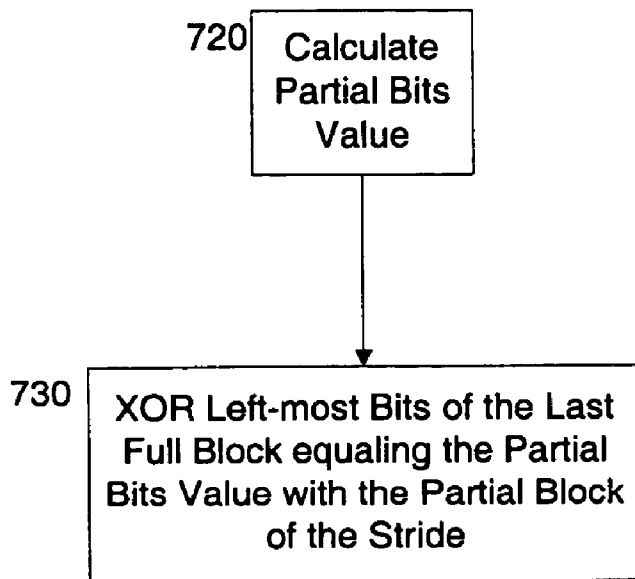 720
Calculate
Partial Bits
Value
730
XOR Left-most Bits of the Last
Full Block equaling the Partial
Bits Value with the Partial Block
of the Stride